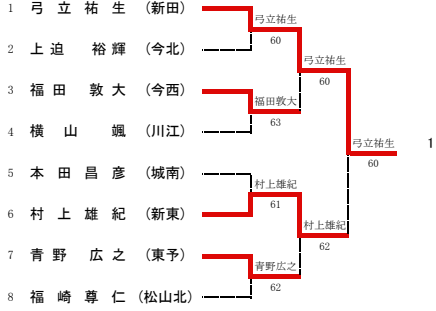 1 弓立祐生 (新田)
弓立祐生
60
2 上迫 裕輝 (今北)
弓立祐生
60
3 福田 敦大 (今西)
福田敦大
63
4 横山 颯 (川江)
弓立祐生
60
1
5 本田昌彦 (城南)
村上雄紀
61
6 村上雄紀 (新東)
村上雄紀
62
7 青野 広之 (東予)
青野広之
62
8 福崎尊仁 (松山北)